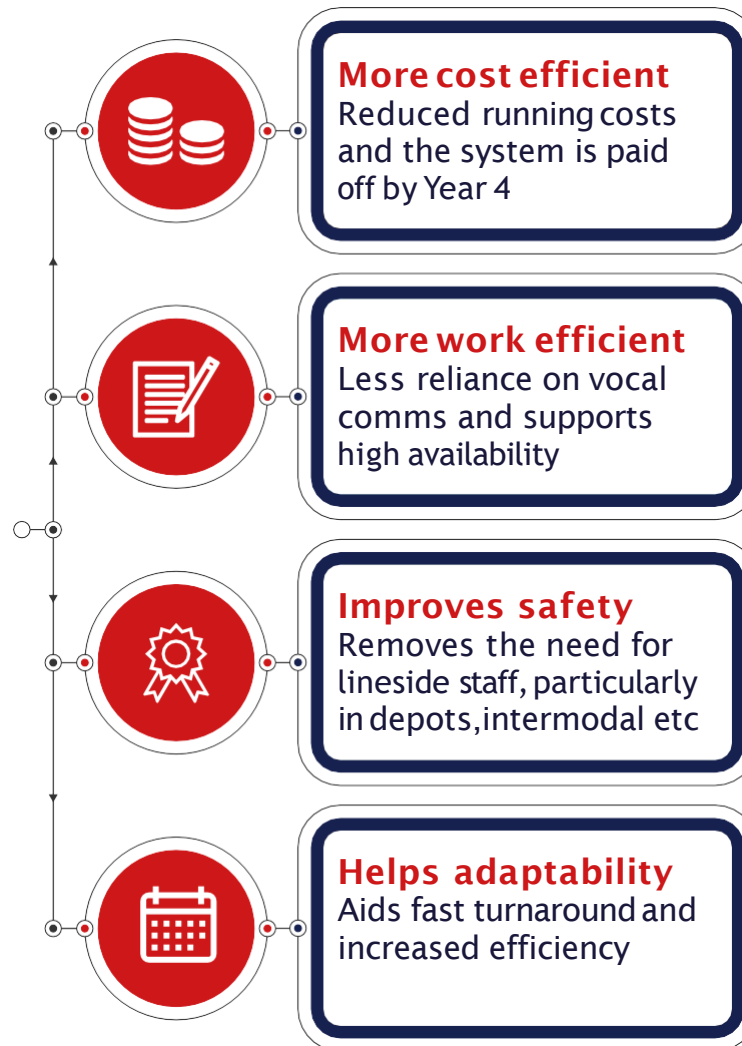 More cost efficient
Reduced running costs
and the system is paid
off by Year 4
More work efficient
Less reliance on vocal
comms and supports
high availability
Improves safety
Removes the need for
lineside staff, particularly
in depots,intermodal etc
Helps adaptability
Aids fast turnaround and
increased efficiency